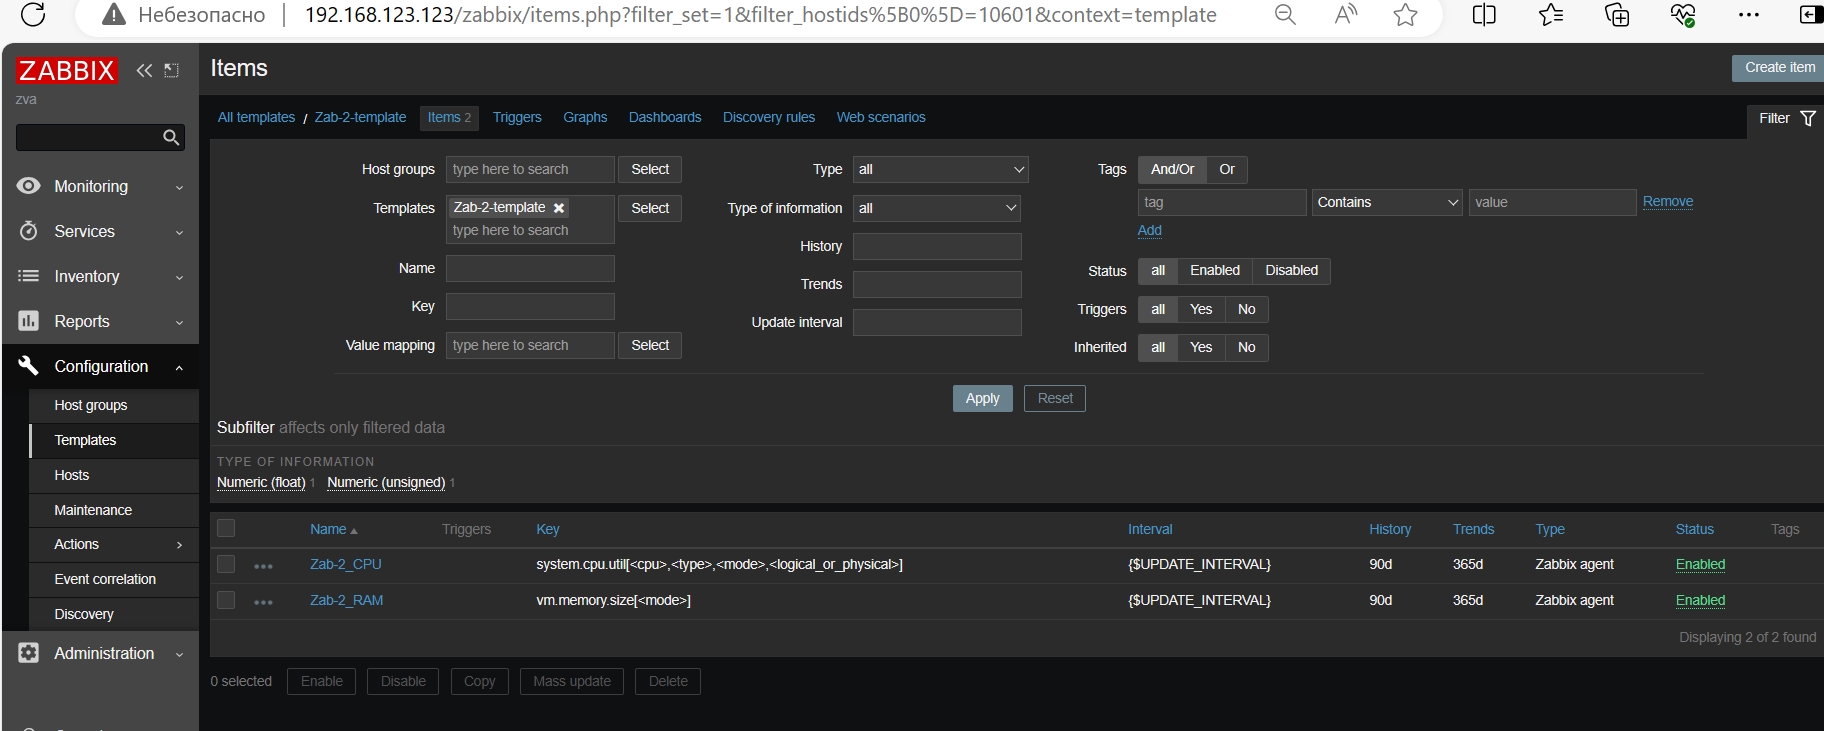 Небезопасно 192.168.123.123/zabbix/items.php?filter_set=1&filter_hostids%5B0%5D=10601&context=template
ZABBIX
zva
Monitoring
Services
Inventory
Reports
Configuration
Host groups
Templates
Hosts
Maintenance
Actions
Event correlation
Discovery
Administration
Items
Create item
All templates / Zab-2-template Items 2 Triggers Graphs Dashboards Discovery rules Web scenarios
Filter
Host groups type here to search Select
Templates Zab-2-template Select
type here to search
Name
Key
Value mapping type here to search Select
Type all
Type of information all
History
Trends
Update interval
Tags And/Or Or
tag Contains value Remove
Add
Status all Enabled Disabled
Triggers all Yes No
Inherited all Yes No
Apply Reset
Subfilter affects only filtered data
TYPE OF INFORMATION
Numeric (float) 1 Numeric (unsigned) 1
Name Triggers Key Interval History Trends Type Status Tags
Zab-2_CPU system.cpu.util[<cpu>,<type>,<mode>,<logical_or_physical>] {$UPDATE_INTERVAL} 90d 365d Zabbix agent Enabled
Zab-2_RAM vm.memory.size[<mode>] {$UPDATE_INTERVAL} 90d 365d Zabbix agent Enabled
Displaying 2 of 2 found
0 selected Enable Disable Copy Mass update Delete